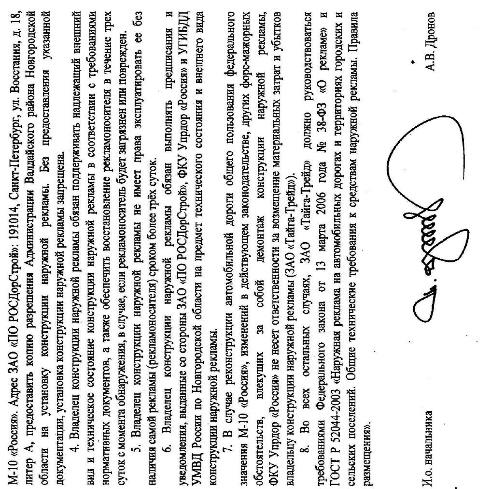 М-10 «Россия». Адрес ЗАО «ПО РОСДорСтрой»: 191014, Санкт-Петербург, ул. Восстания, д. 18,
литер А, предоставить копию разрешения Администрации Валдайского района Новгородской
области на установку конструкции наружной рекламы. Без предоставления указанной
документации, установка конструкции наружной рекламы запрещена.
4. Владелец конструкции наружной рекламы обязан поддерживать надлежащий внешний
вид и техническое состояние конструкции наружной рекламы в соответствии с требованиями
нормативных документов, а также обеспечить восстановление рекламоносителя в течение трех
суток с момента обнаружения, в случае, если рекламоноситель будет загрязнен или поврежден.
5. Владелец конструкции наружной рекламы не имеет права эксплуатировать ее без
наличия самой рекламы (рекламоносителя) сроком более трёх суток.
6. Владелец конструкции наружной рекламы обязан выполнять предписания и
уведомления, выданные со стороны ЗАО «ПО РОСДорСтрой», ФКУ Упрдор «Россия» и УГИБДД
УМВД России по Новгородской области на предмет технического состояния и внешнего вида
конструкции наружной рекламы.
7. В случае реконструкции автомобильной дороги общего пользования федерального
значения М-10 «Россия», изменений в действующем законодательстве, других форс-мажорных
обстоятельств, влекущих за собой демонтаж конструкции наружной рекламы,
ФКУ Упрдор «Россия» не несет ответственности за возмещение материальных затрат и убытков
владельцу конструкции наружной рекламы (ЗАО «Тайга-Трейд»).
8. Во всех остальных случаях, ЗАО «Тайга-Трейд» должно руководствоваться
требованиями Федерального закона от 13 марта 2006 года № 38-ФЗ «О рекламе» и
ГОСТ Р 52044-2003 «Наружная реклама на автомобильных дорогах и территориях городских и
сельских поселений. Общие технические требования к средствам наружной рекламы. Правила
размещения».
И.о. начальника А.В. Дронов